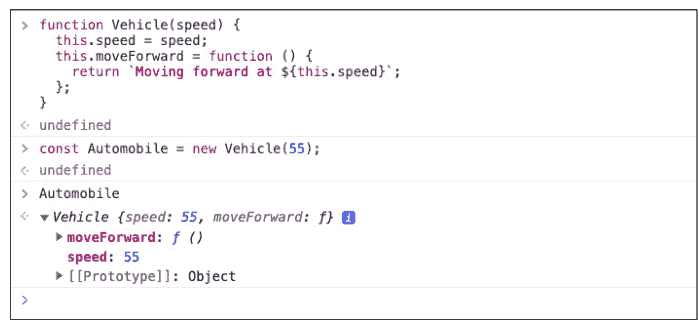 > function Vehicle(speed) {
    this.speed = speed;
    this.moveForward = function () {
      return `Moving forward at ${this.speed}`;
    };
  }
undefined
> const Automobile = new Vehicle(55);
undefined
> Automobile
Vehicle {speed: 55, moveForward: ƒ} i
moveForward: ƒ ()
speed: 55
[[Prototype]]: Object
>